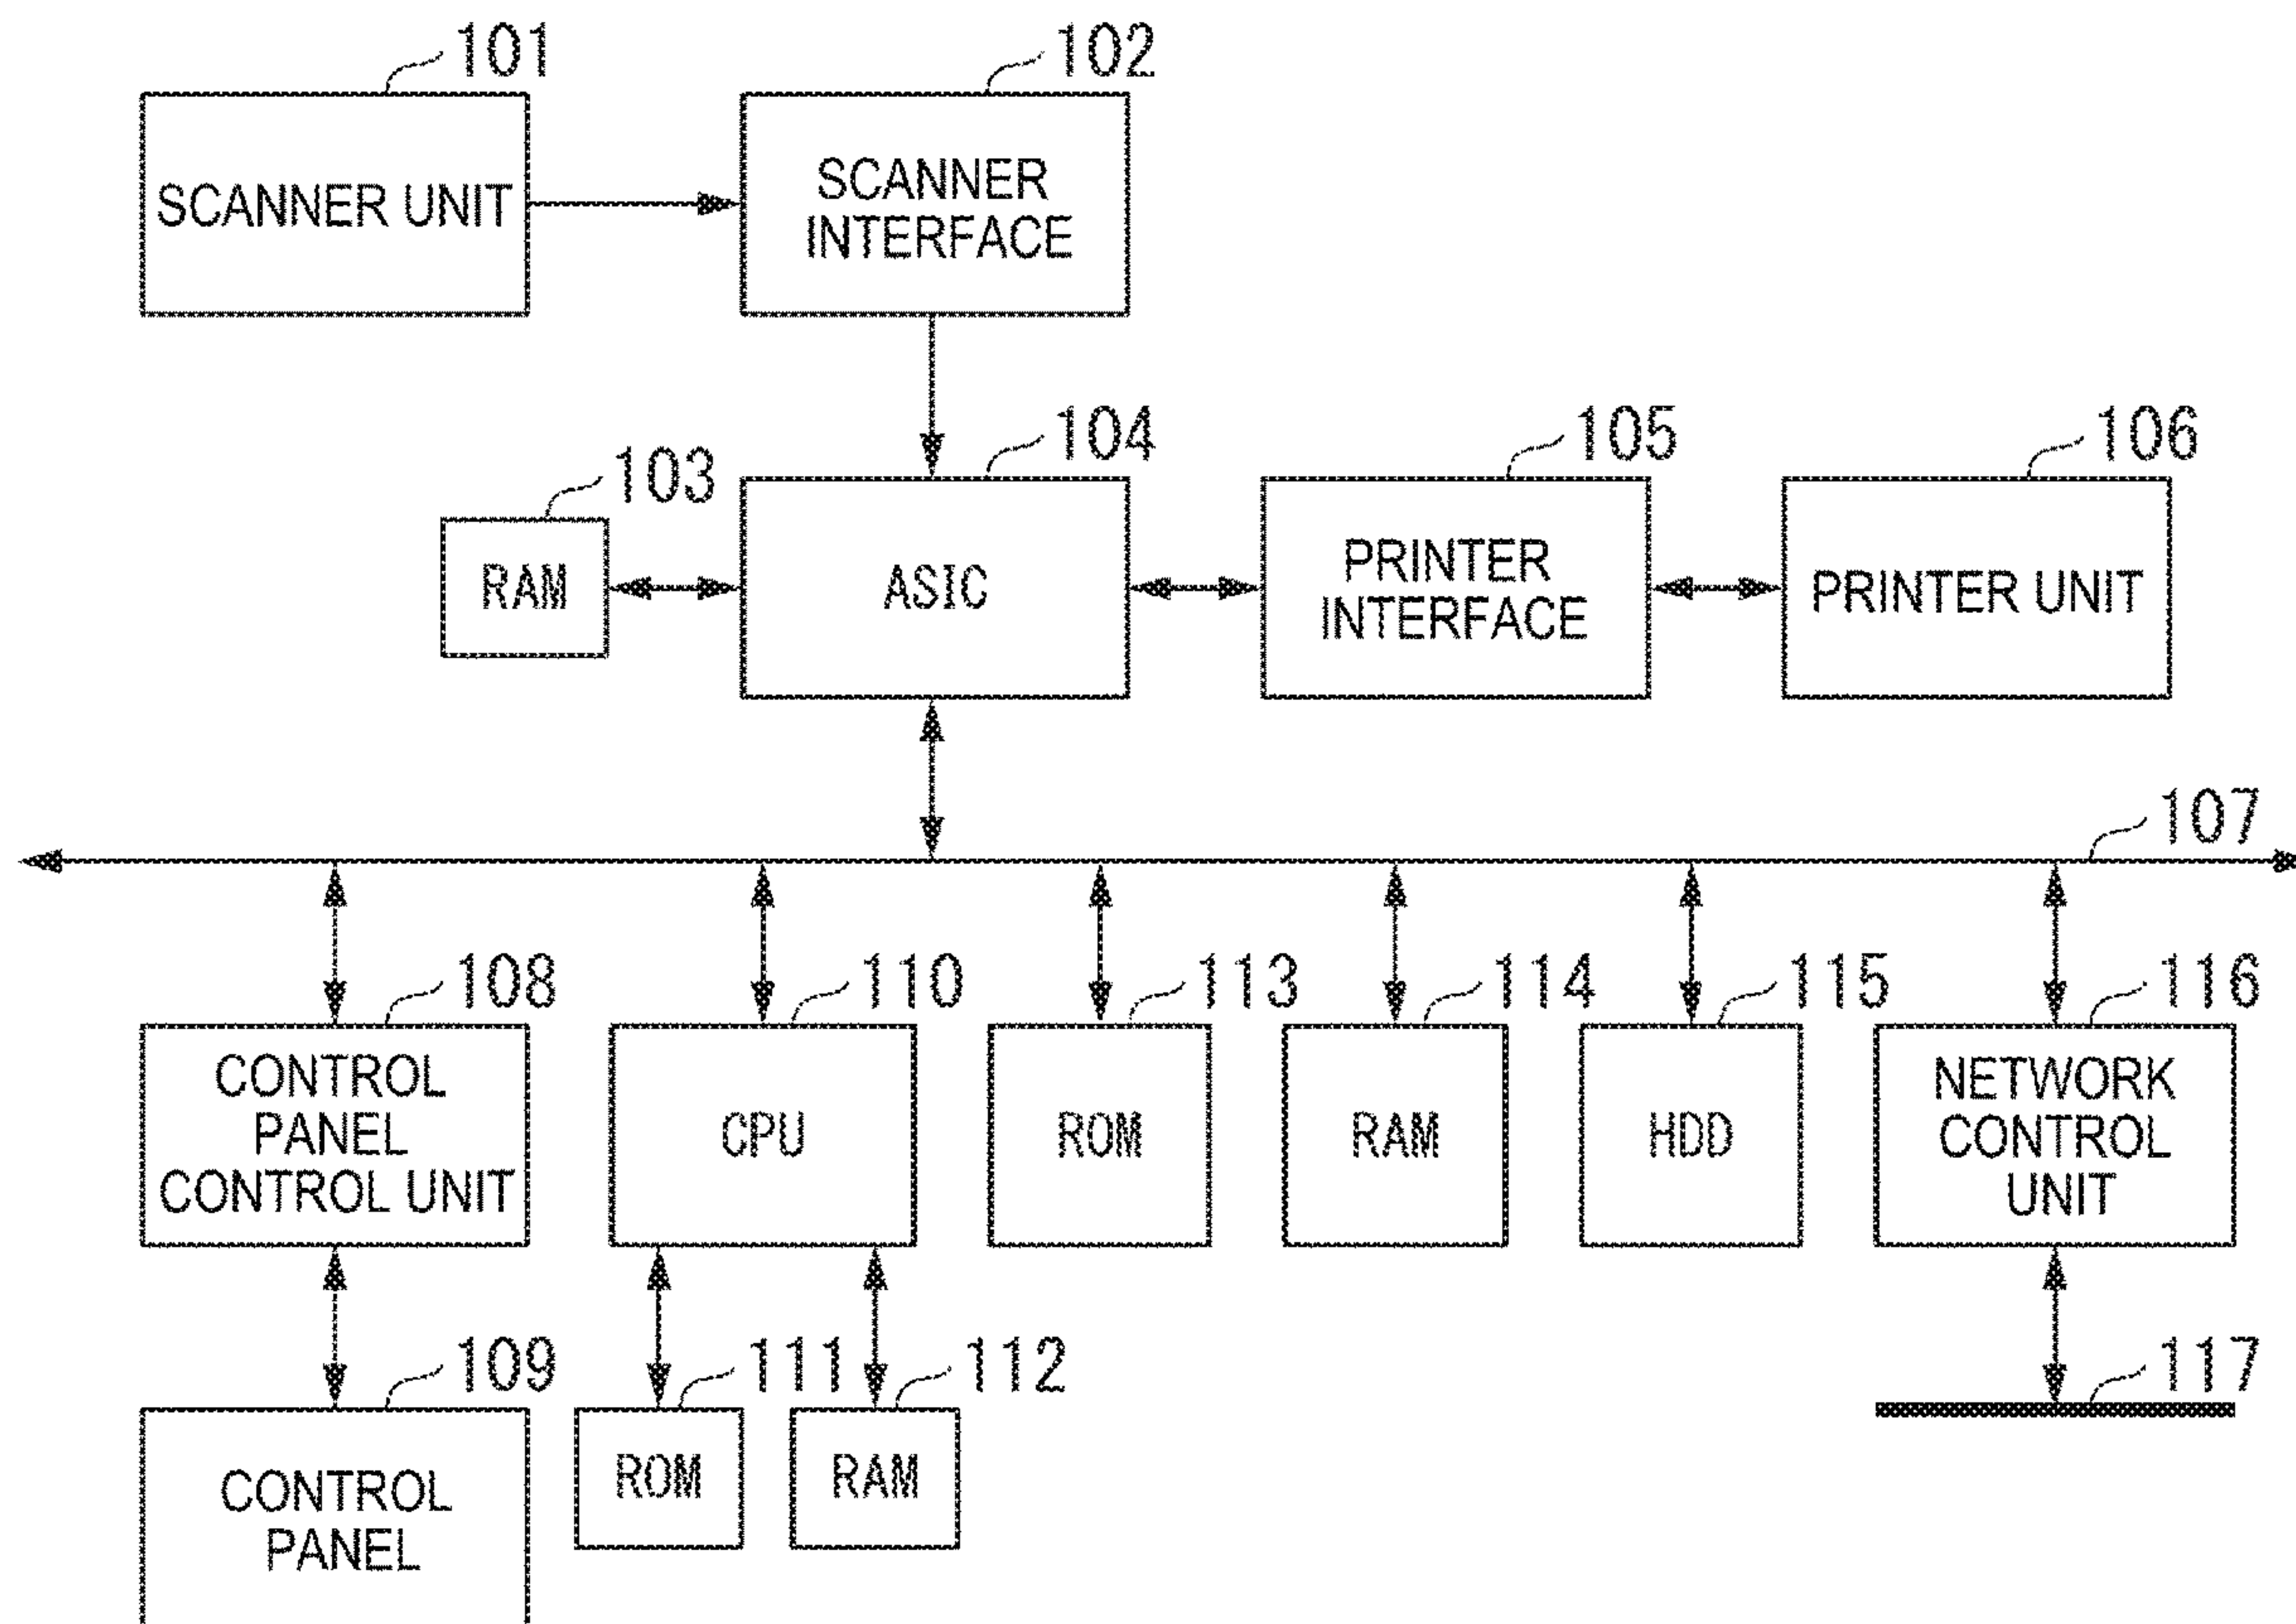 101
102
SCANNER UNIT
SCANNER
INTERFACE
103
104
105
106
RAM
ASIC
PRINTER
INTERFACE
PRINTER UNIT
107
108
110
113
114
115
116
CONTROL
PANEL
CONTROL UNIT
CPU
ROM
RAM
HDD
NETWORK
CONTROL
UNIT
109
111
112
117
CONTROL
PANEL
ROM
RAM